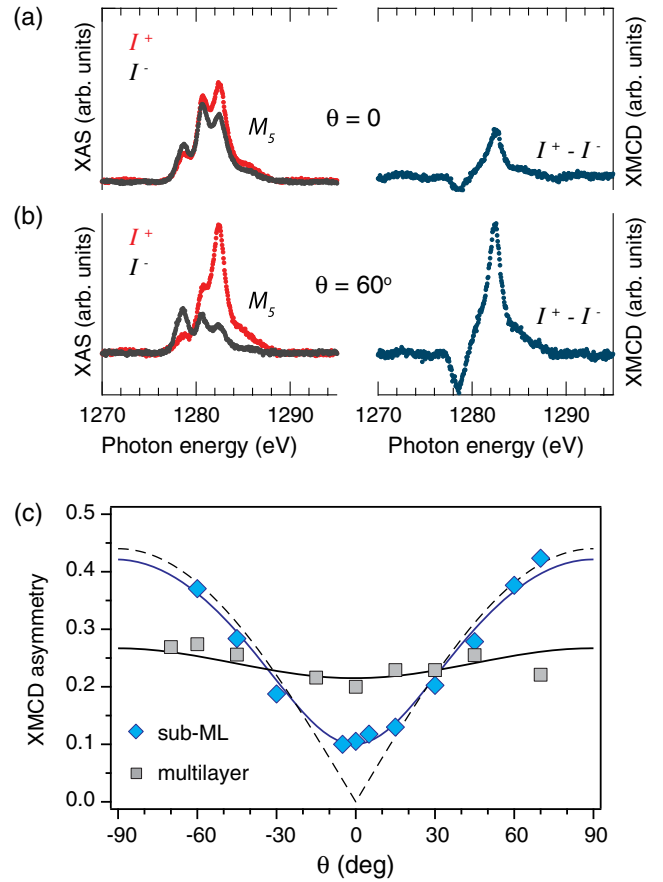 (a)
XAS (arb. units)
I +
I -
M5
θ = 0
I + - I -
XMCD (arb. units)
(b)
XAS (arb. units)
I +
I -
M5
θ = 60°
I + - I -
XMCD (arb. units)
1270 1280 1290 1270 1280 1290
Photon energy (eV) Photon energy (eV)
(c)
XMCD asymmetry
0.5
0.4
0.3
0.2
0.1
0.0
sub-ML
multilayer
-90 -60 -30 0 30 60 90
θ (deg)